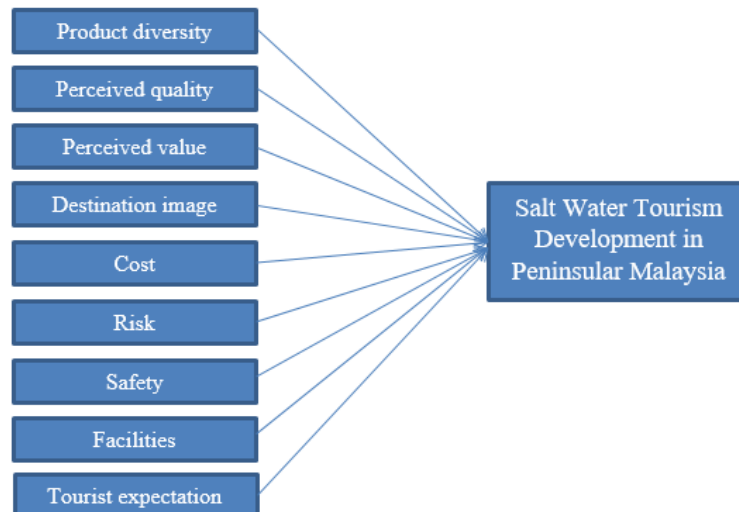 Product diversity
Perceived quality
Perceived value
Destination image
Cost
Risk
Safety
Facilities
Tourist expectation
Salt Water Tourism
Development in
Peninsular Malaysia